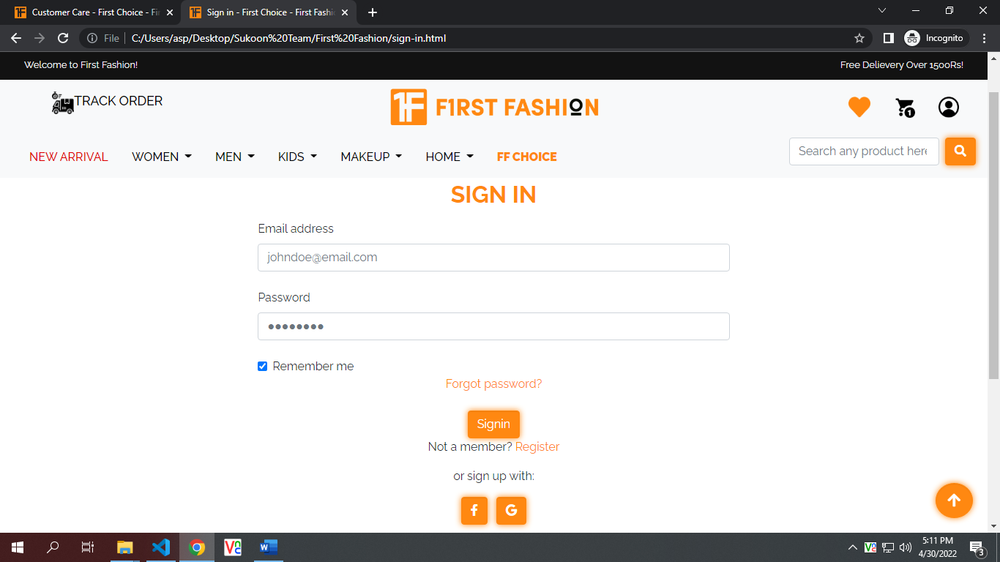 Customer Care - First Choice - Fir
Sign in - First Choice - First Fashi
File
C:/Users/asp/Desktop/Sukoon%20Team/First%20Fashion/sign-in.html
Incognito
Welcome to First Fashion!
Free Delievery Over 1500Rs!
TRACK ORDER
1F F1RST FASHION
1
NEW ARRIVAL WOMEN MEN KIDS MAKEUP HOME FF CHOICE
Search any product here
SIGN IN
Email address
johndoe@email.com
Password
Remember me
Forgot password?
Signin
Not a member? Register
or sign up with:
f G
5:11 PM
4/30/2022
3